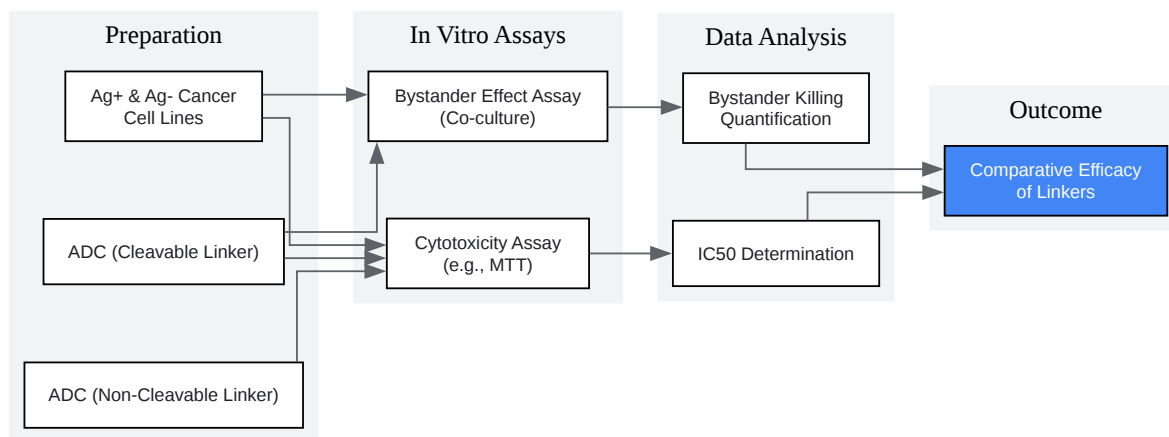 Preparation
Ag+ & Ag- Cancer
Cell Lines
ADC (Cleavable Linker)
ADC (Non-Cleavable Linker)
In Vitro Assays
Bystander Effect Assay
(Co-culture)
Cytotoxicity Assay
(e.g., MTT)
Data Analysis
Bystander Killing
Quantification
IC50 Determination
Outcome
Comparative Efficacy
of Linkers